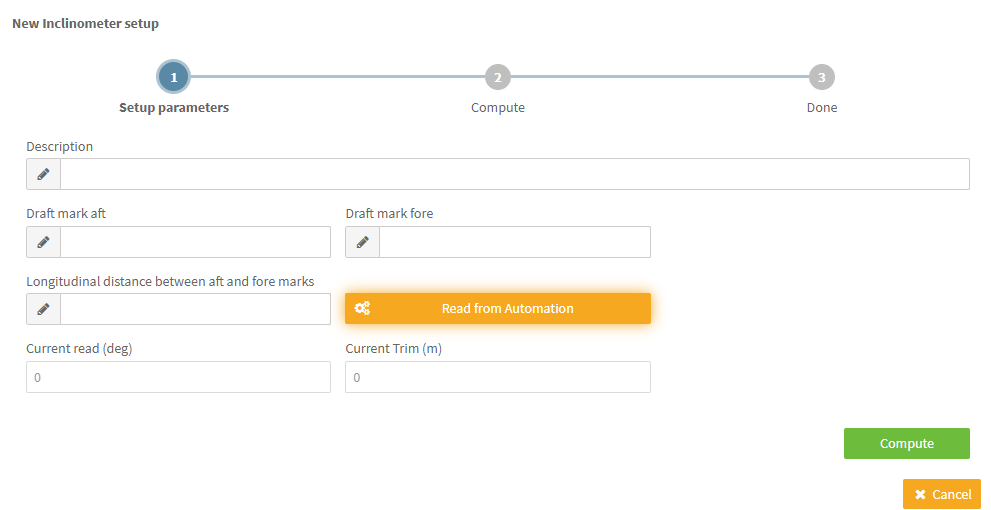 New Inclinometer setup
1 2 3
Setup parameters Compute Done
Description
Draft mark aft Draft mark fore
Longitudinal distance between aft and fore marks
Read from Automation
Current read (deg) Current Trim (m)
0 0
Compute
Cancel